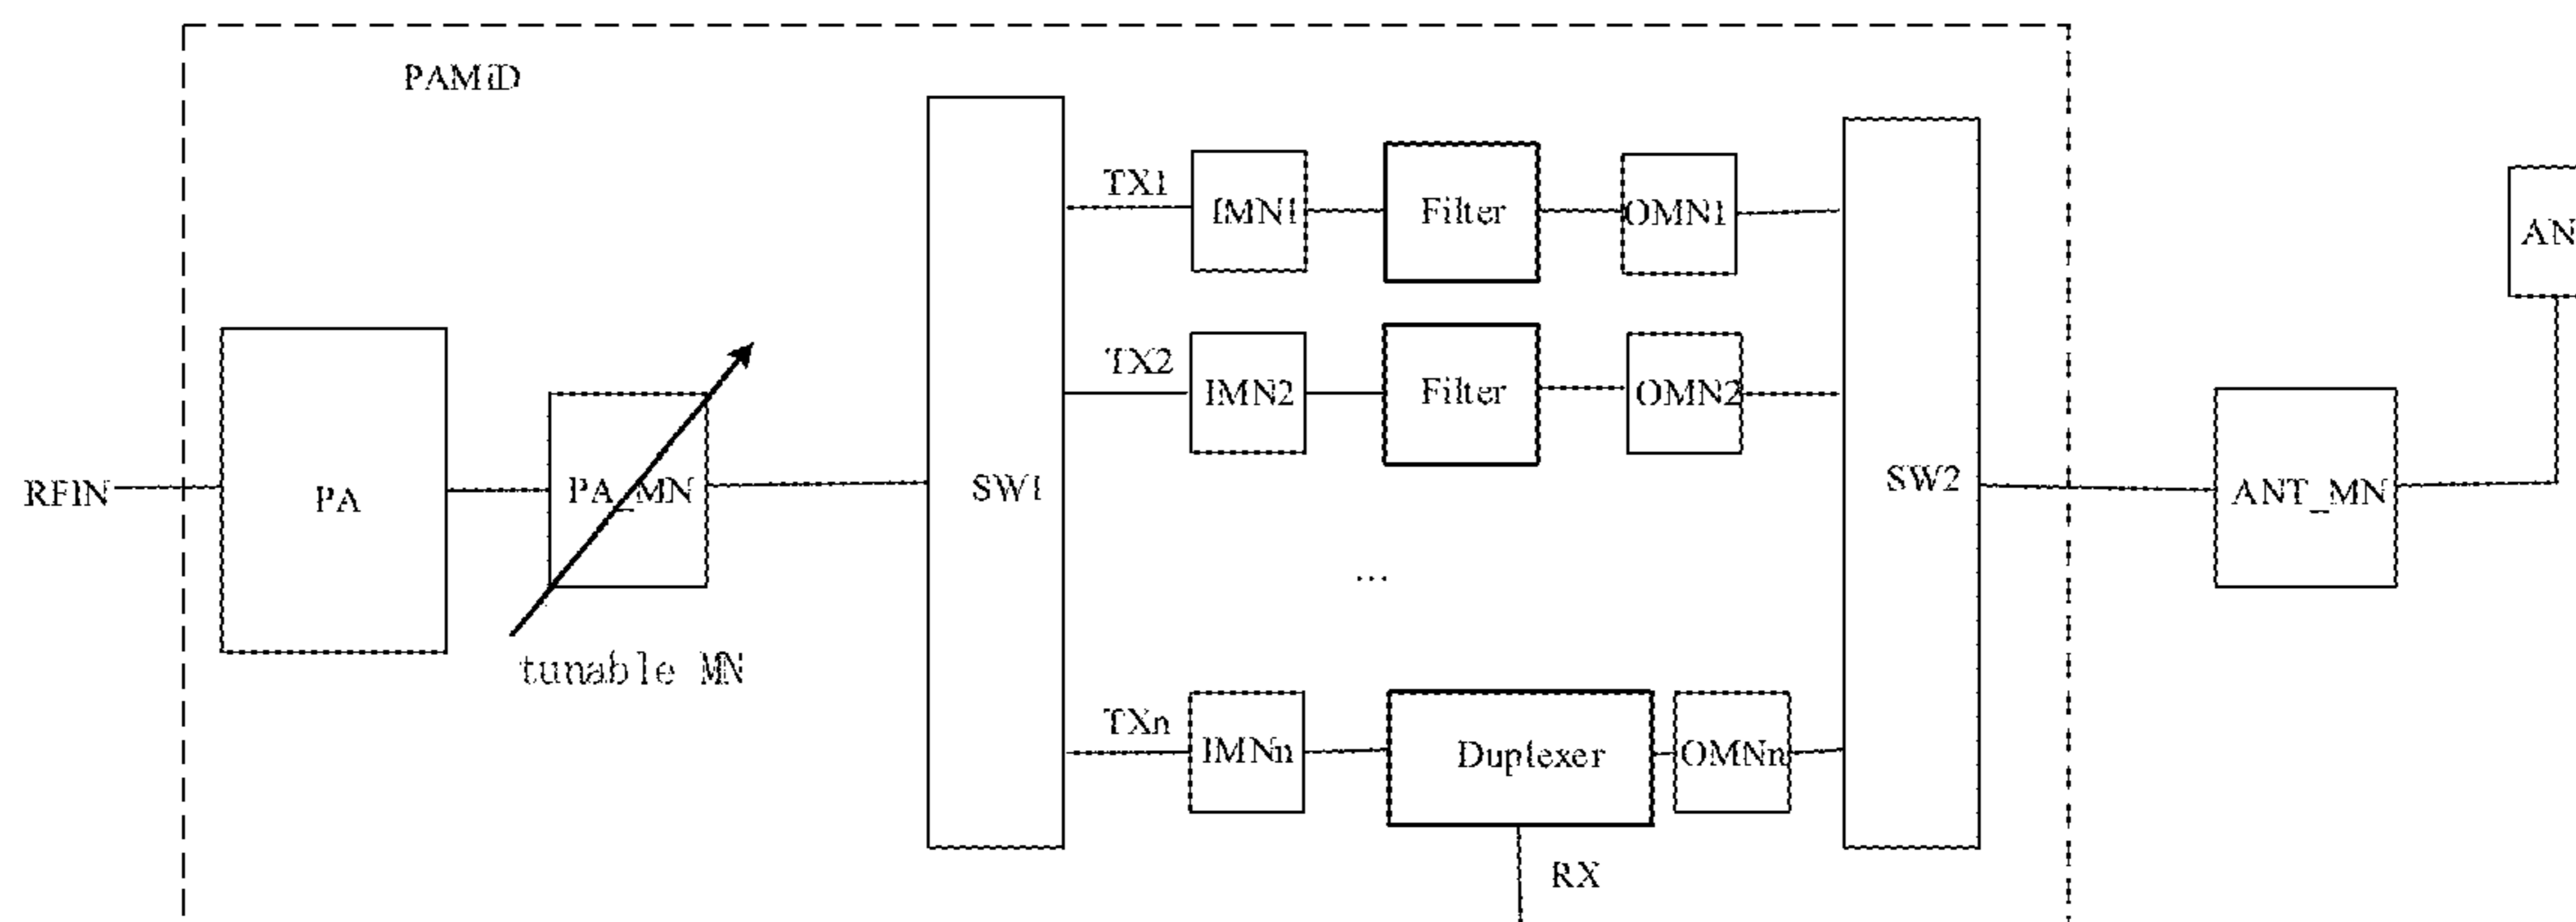 PAMiD
TX1
IMN1
Filter
OMN1
TX2
IMN2
Filter
OMN2
RFIN
PA
PA_MN
SW1
SW2
ANT_MN
tunable MN
...
TXn
IMNn
Duplexer
OMNn
RX